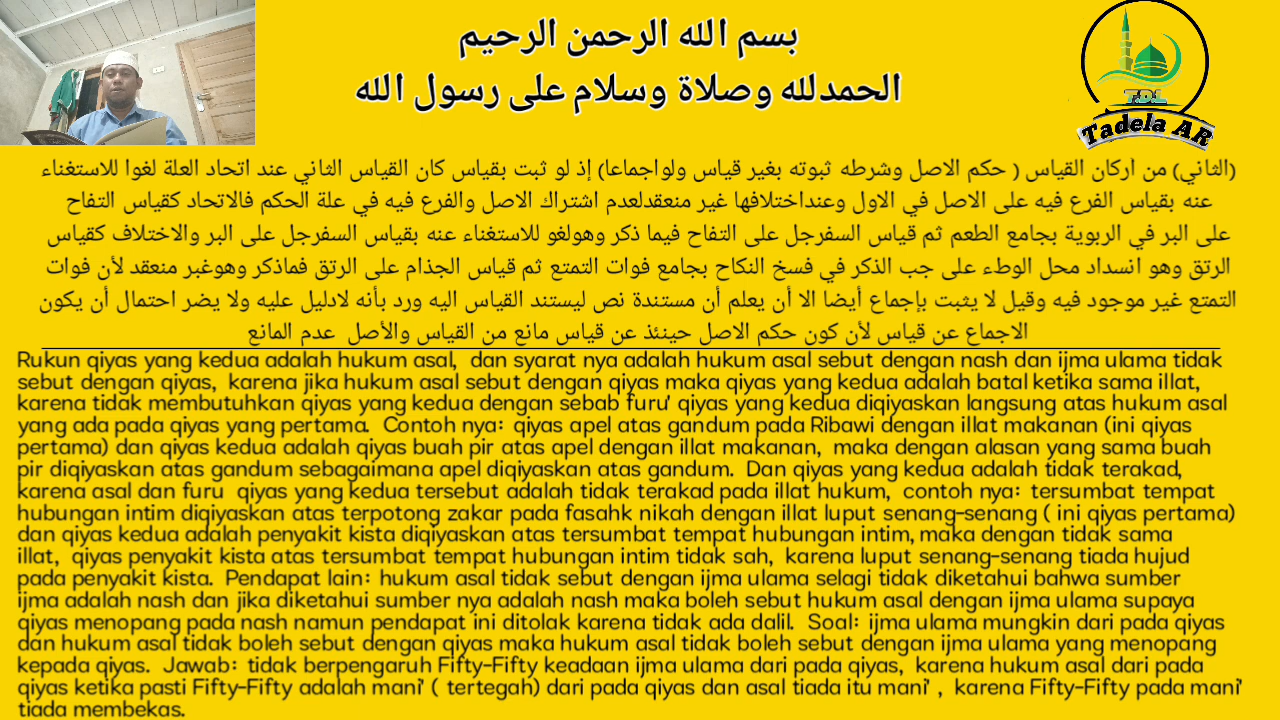 بسم الله الرحمن الرحيم
الحمدلله وصلاة وسلام على رسول الله
T.D.L
Tadela AR
(الثاني) من اركان القياس ( حكم الاصل وشرطه ثبوته بغير قياس ولواجماعا) إذ لو ثبت بقياس كان القياس الثاني عند اتحاد العلة لغوا للاستغناء
عنه بقياس الفرع فيه على الاصل في الاول وعنداختلافها غير منعقدلعدم اشتراك الاصل والفرع فيه في علة الحكم فالاتحاد كقياس التفاح
على البر في الربوية بجامع الطعم ثم قياس السفرجل على التفاح فيما ذكر وهولغو للاستغناء عنه بقياس السفرجل على البر والاختلاف كقياس
الرتق وهو انسداد محل الوطء على جب الذكر في فسخ النكاح بجامع فوات التمتع ثم قياس الجذام على الرتق فماذكر وهوغير منعقد لأن فوات
التمتع غير موجود فيه وقيل لا يثبت بإجماع أيضا الا أن يعلم أن مستندة نص ليستند القياس اليه ورد بأنه لادليل عليه ولا يضر احتمال أن يكون
الاجماع عن قياس لأن كون حكم الاصل حينئذ عن قياس مانع من القياس والأصل عدم المانع
Rukun qiyas yang kedua adalah hukum asal, dan syarat nya adalah hukum asal sebut dengan nash dan ijma ulama tidak
sebut dengan qiyas, karena jika hukum asal sebut dengan qiyas maka qiyas yang kedua adalah batal ketika sama illat,
karena tidak membutuhkan qiyas yang kedua dengan sebab furu' qiyas yang kedua diqiyaskan langsung atas hukum asal
yang ada pada qiyas yang pertama. Contoh nya: qiyas apel atas gandum pada Ribawi dengan illat makanan (ini qiyas
pertama) dan qiyas kedua adalah qiyas buah pir atas apel dengan illat makanan, maka dengan alasan yang sama buah
pir diqiyaskan atas gandum sebagaimana apel diqiyaskan atas gandum. Dan qiyas yang kedua adalah tidak terakad,
karena asal dan furu qiyas yang kedua tersebut adalah tidak terakad pada illat hukum, contoh nya: tersumbat tempat
hubungan intim diqiyaskan atas terpotong zakar pada fasahk nikah dengan illat luput senang-senang ( ini qiyas pertama)
dan qiyas kedua adalah penyakit kista diqiyaskan atas tersumbat tempat hubungan intim, maka dengan tidak sama
illat, qiyas penyakit kista atas tersumbat tempat hubungan intim tidak sah, karena luput senang-senang tiada hujud
pada penyakit kista. Pendapat lain: hukum asal tidak sebut dengan ijma ulama selagi tidak diketahui bahwa sumber
ijma adalah nash dan jika diketahui sumber nya adalah nash maka boleh sebut hukum asal dengan ijma ulama supaya
qiyas menopang pada nash namun pendapat ini ditolak karena tidak ada dalil. Soal: ijma ulama mungkin dari pada qiyas
dan hukum asal tidak boleh sebut dengan qiyas maka hukum asal tidak boleh sebut dengan ijma ulama yang menopang
kepada qiyas. Jawab: tidak berpengaruh Fifty-Fifty keadaan ijma ulama dari pada qiyas, karena hukum asal dari pada
qiyas ketika pasti Fifty-Fifty adalah mani' ( tertegah) dari pada qiyas dan asal tiada itu mani' , karena Fifty-Fifty pada mani'
tiada membekas.